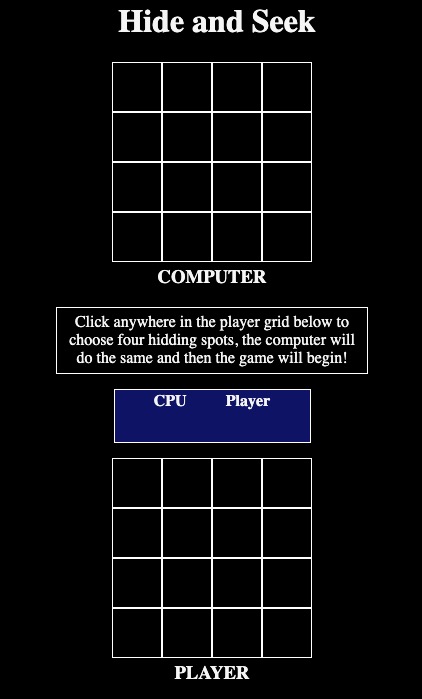 Hide and Seek
COMPUTER
Click anywhere in the player grid below to
choose four hidding spots, the computer will
do the same and then the game will begin!
CPU Player
PLAYER